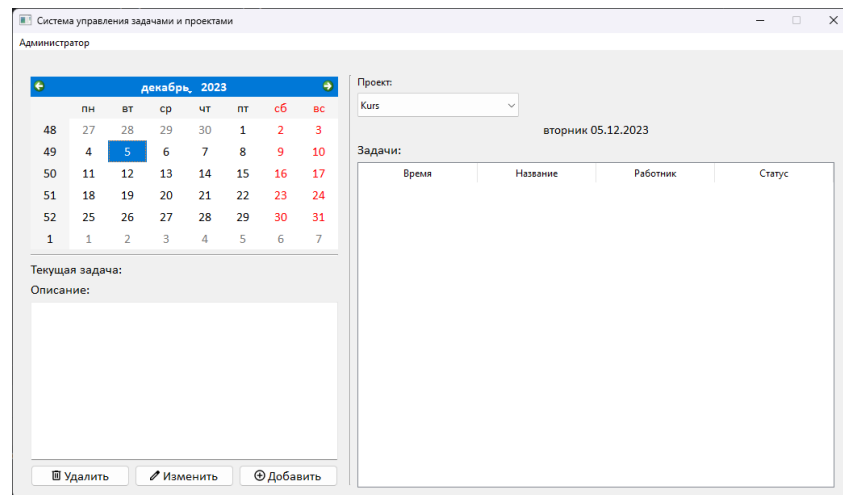 Система управления задачами и проектами
Администратор
декабрь, 2023
пн вт ср чт пт сб вс
48 27 28 29 30 1 2 3
49 4 5 6 7 8 9 10
50 11 12 13 14 15 16 17
51 18 19 20 21 22 23 24
52 25 26 27 28 29 30 31
1 1 2 3 4 5 6 7
Текущая задача:
Описание:
Удалить Изменить Добавить
Проект:
Kurs
вторник 05.12.2023
Задачи:
Время Название Работник Статус